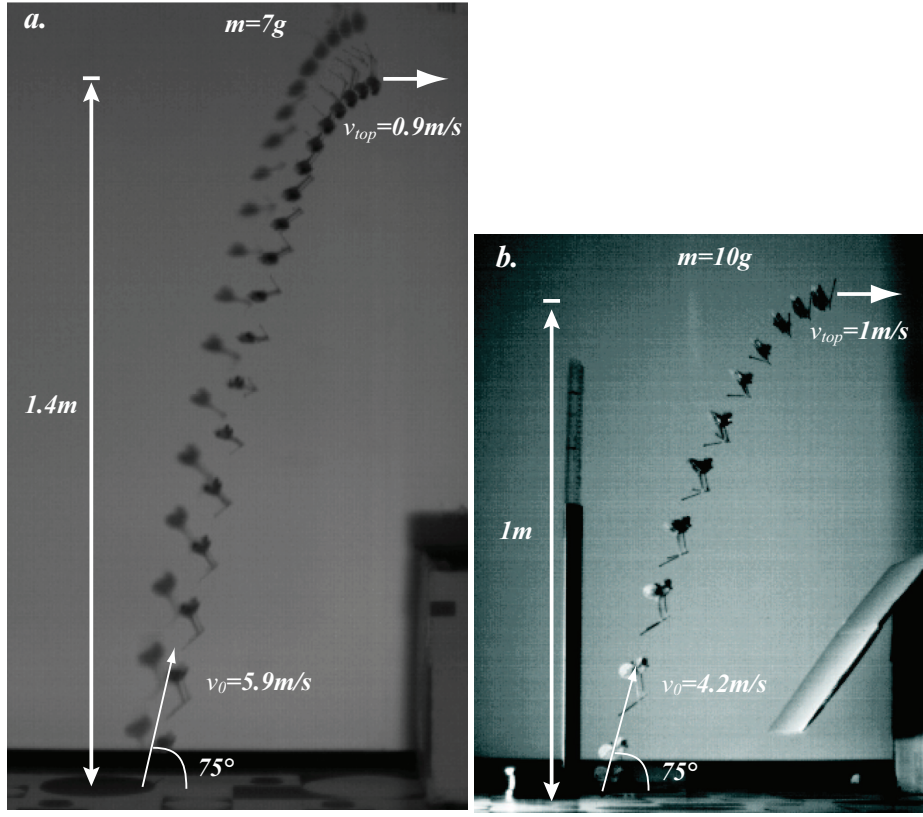 a.
m=7g
v_top=0.9m/s
1.4m
v_0=5.9m/s
75°
b.
m=10g
v_top=1m/s
1m
v_0=4.2m/s
75°